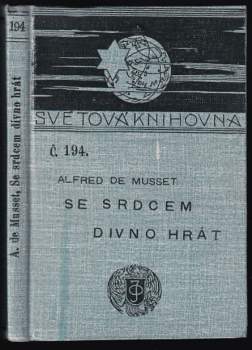 194
A. de Musset, Se srdcem divno hrát
SVĚTOVÁ KNIHOVNA
Č. 194.
ALFRED DE MUSSET:
SE SRDCEM
DIVNO HRÁT